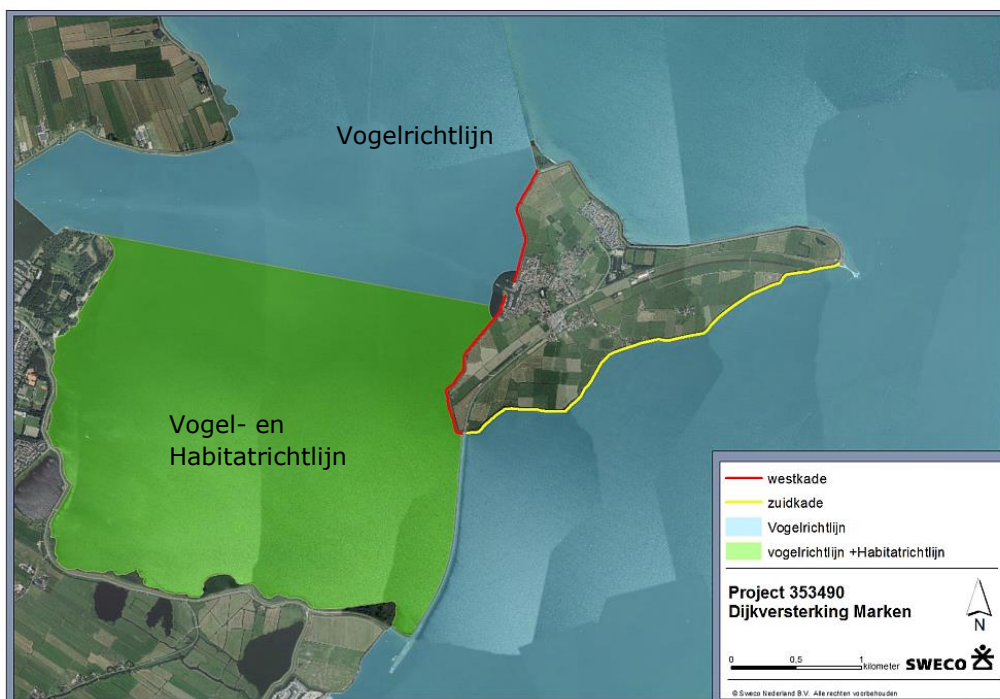 Vogelrichtlijn
Vogel- en
Habitatrichtlijn
westkade
zuidkade
Vogelrichtlijn
vogelrichtlijn +Habitatrichtlijn
Project 353490
Dijkversterking Marken
N
0 0,5 1 kilometer
SWECO
© Sweco Nederland B.V. Alle rechten voorbehouden